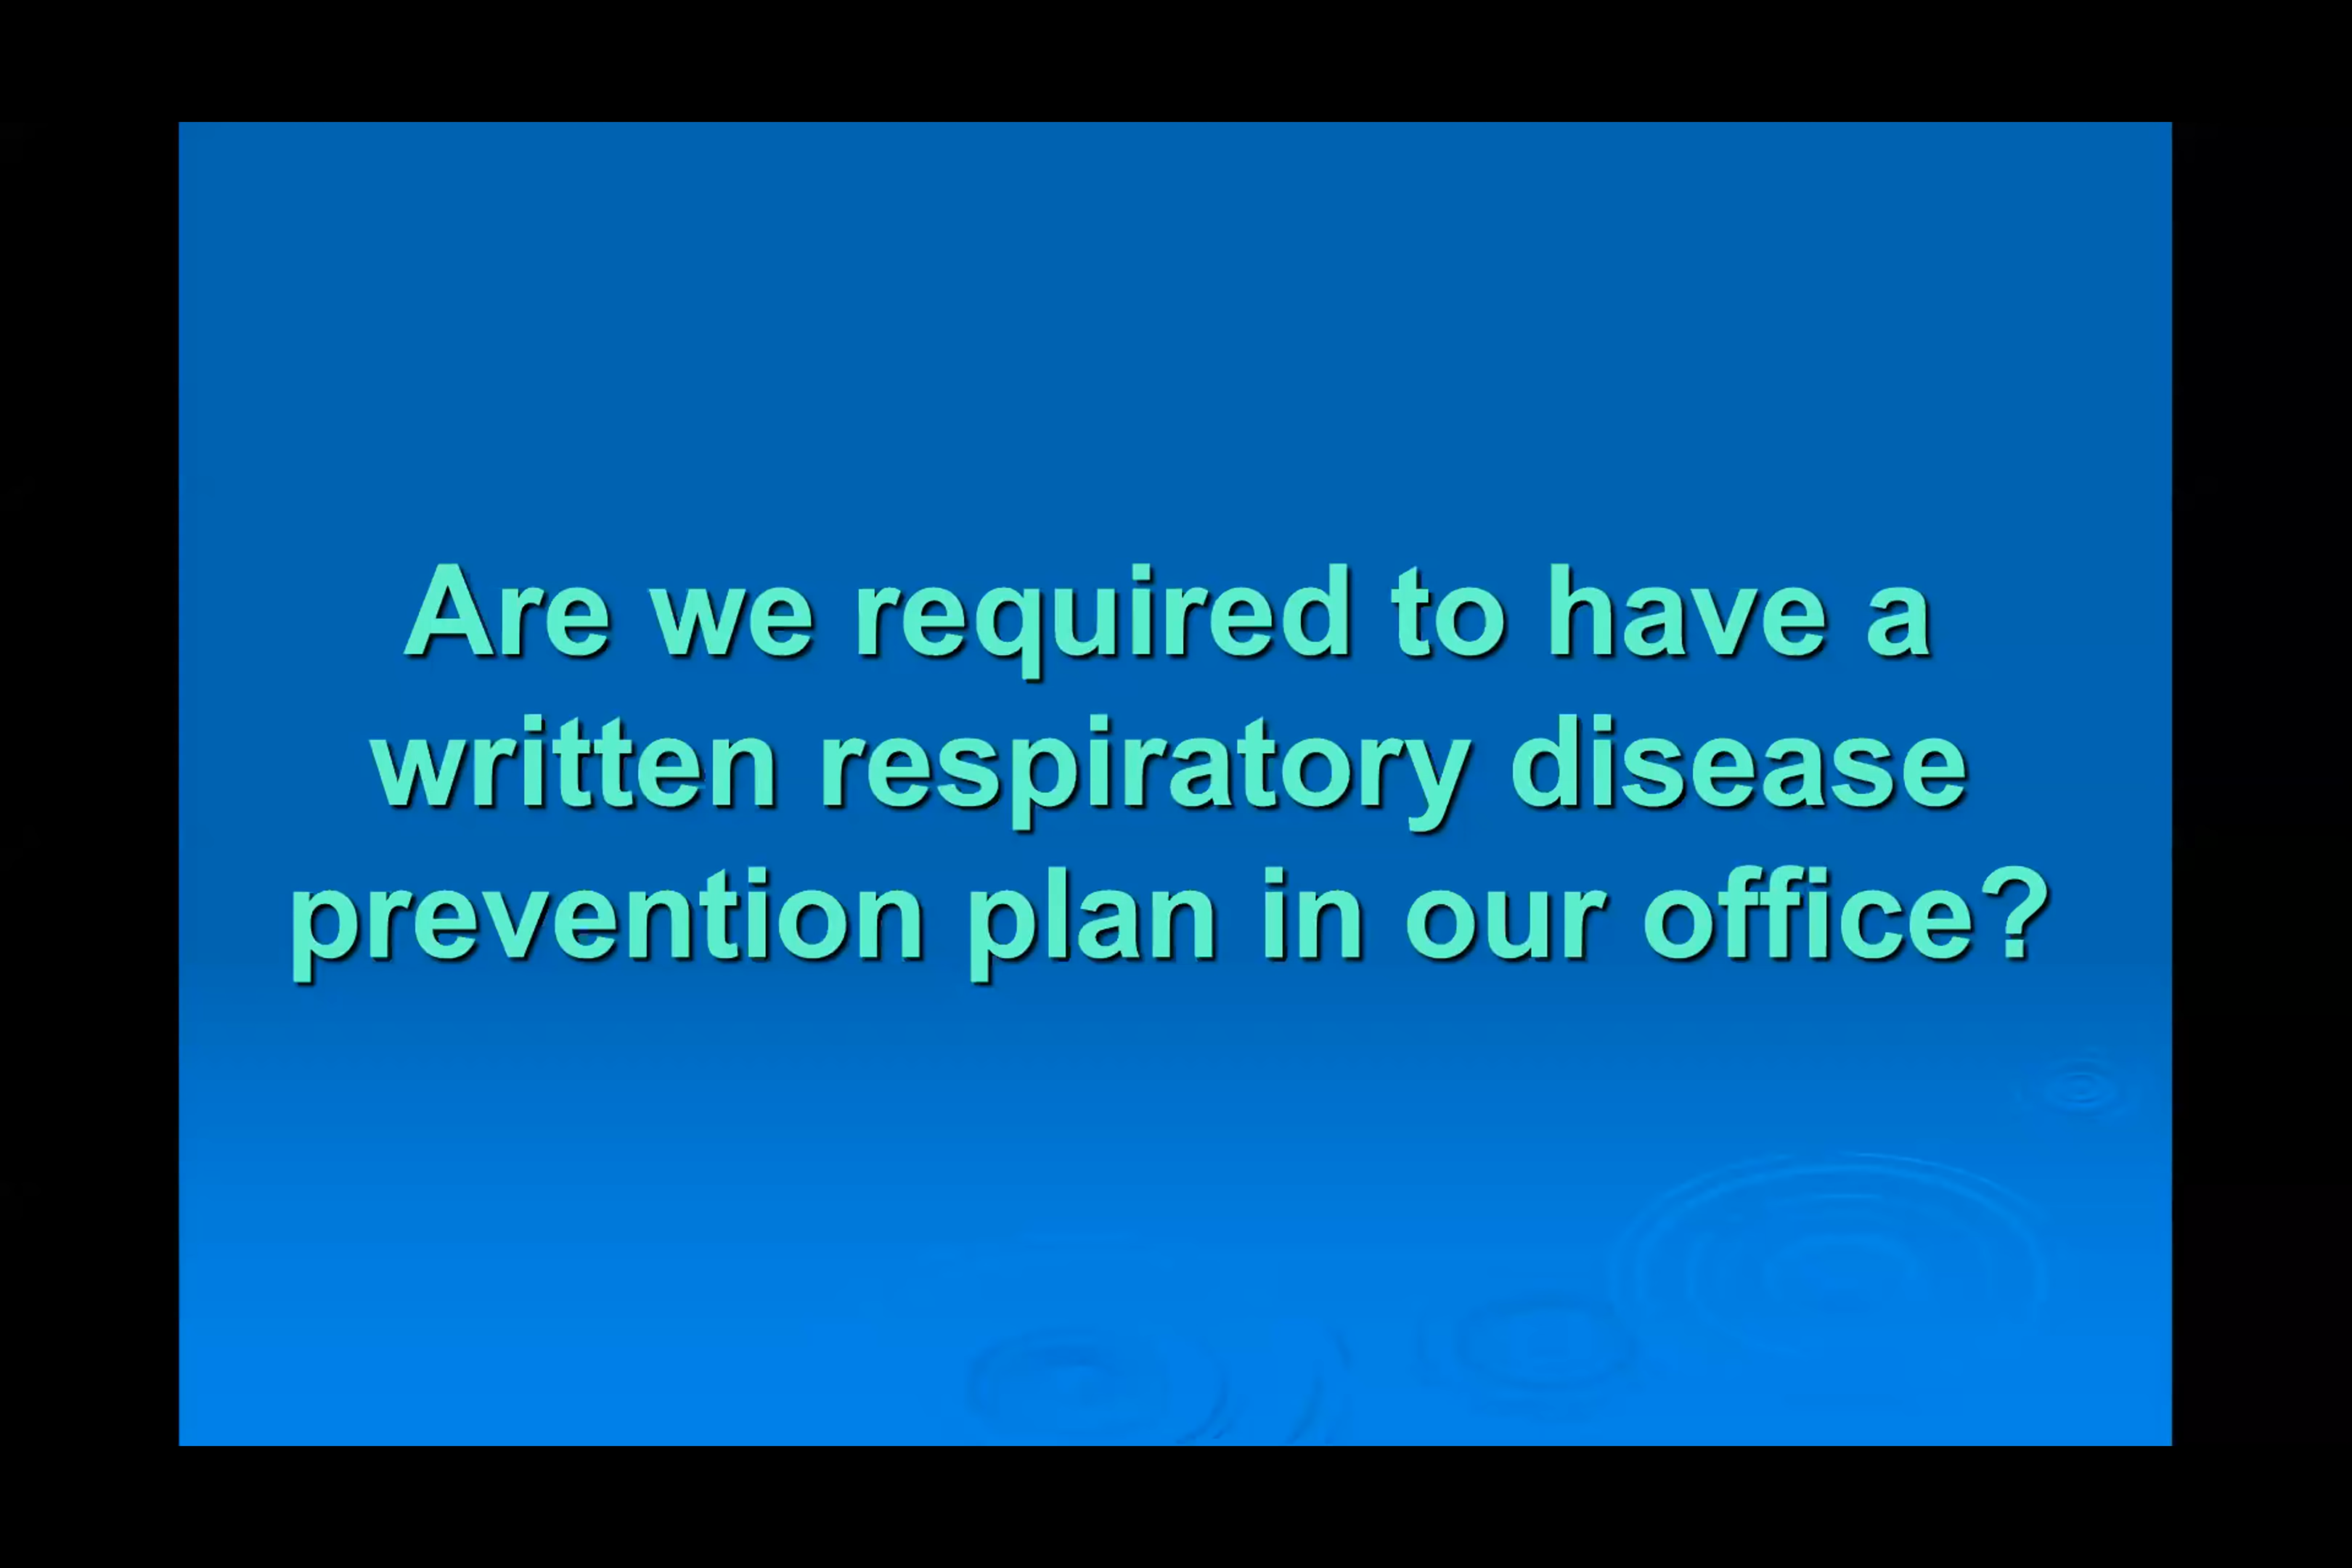 Are we required to have a
written respiratory disease
prevention plan in our office?